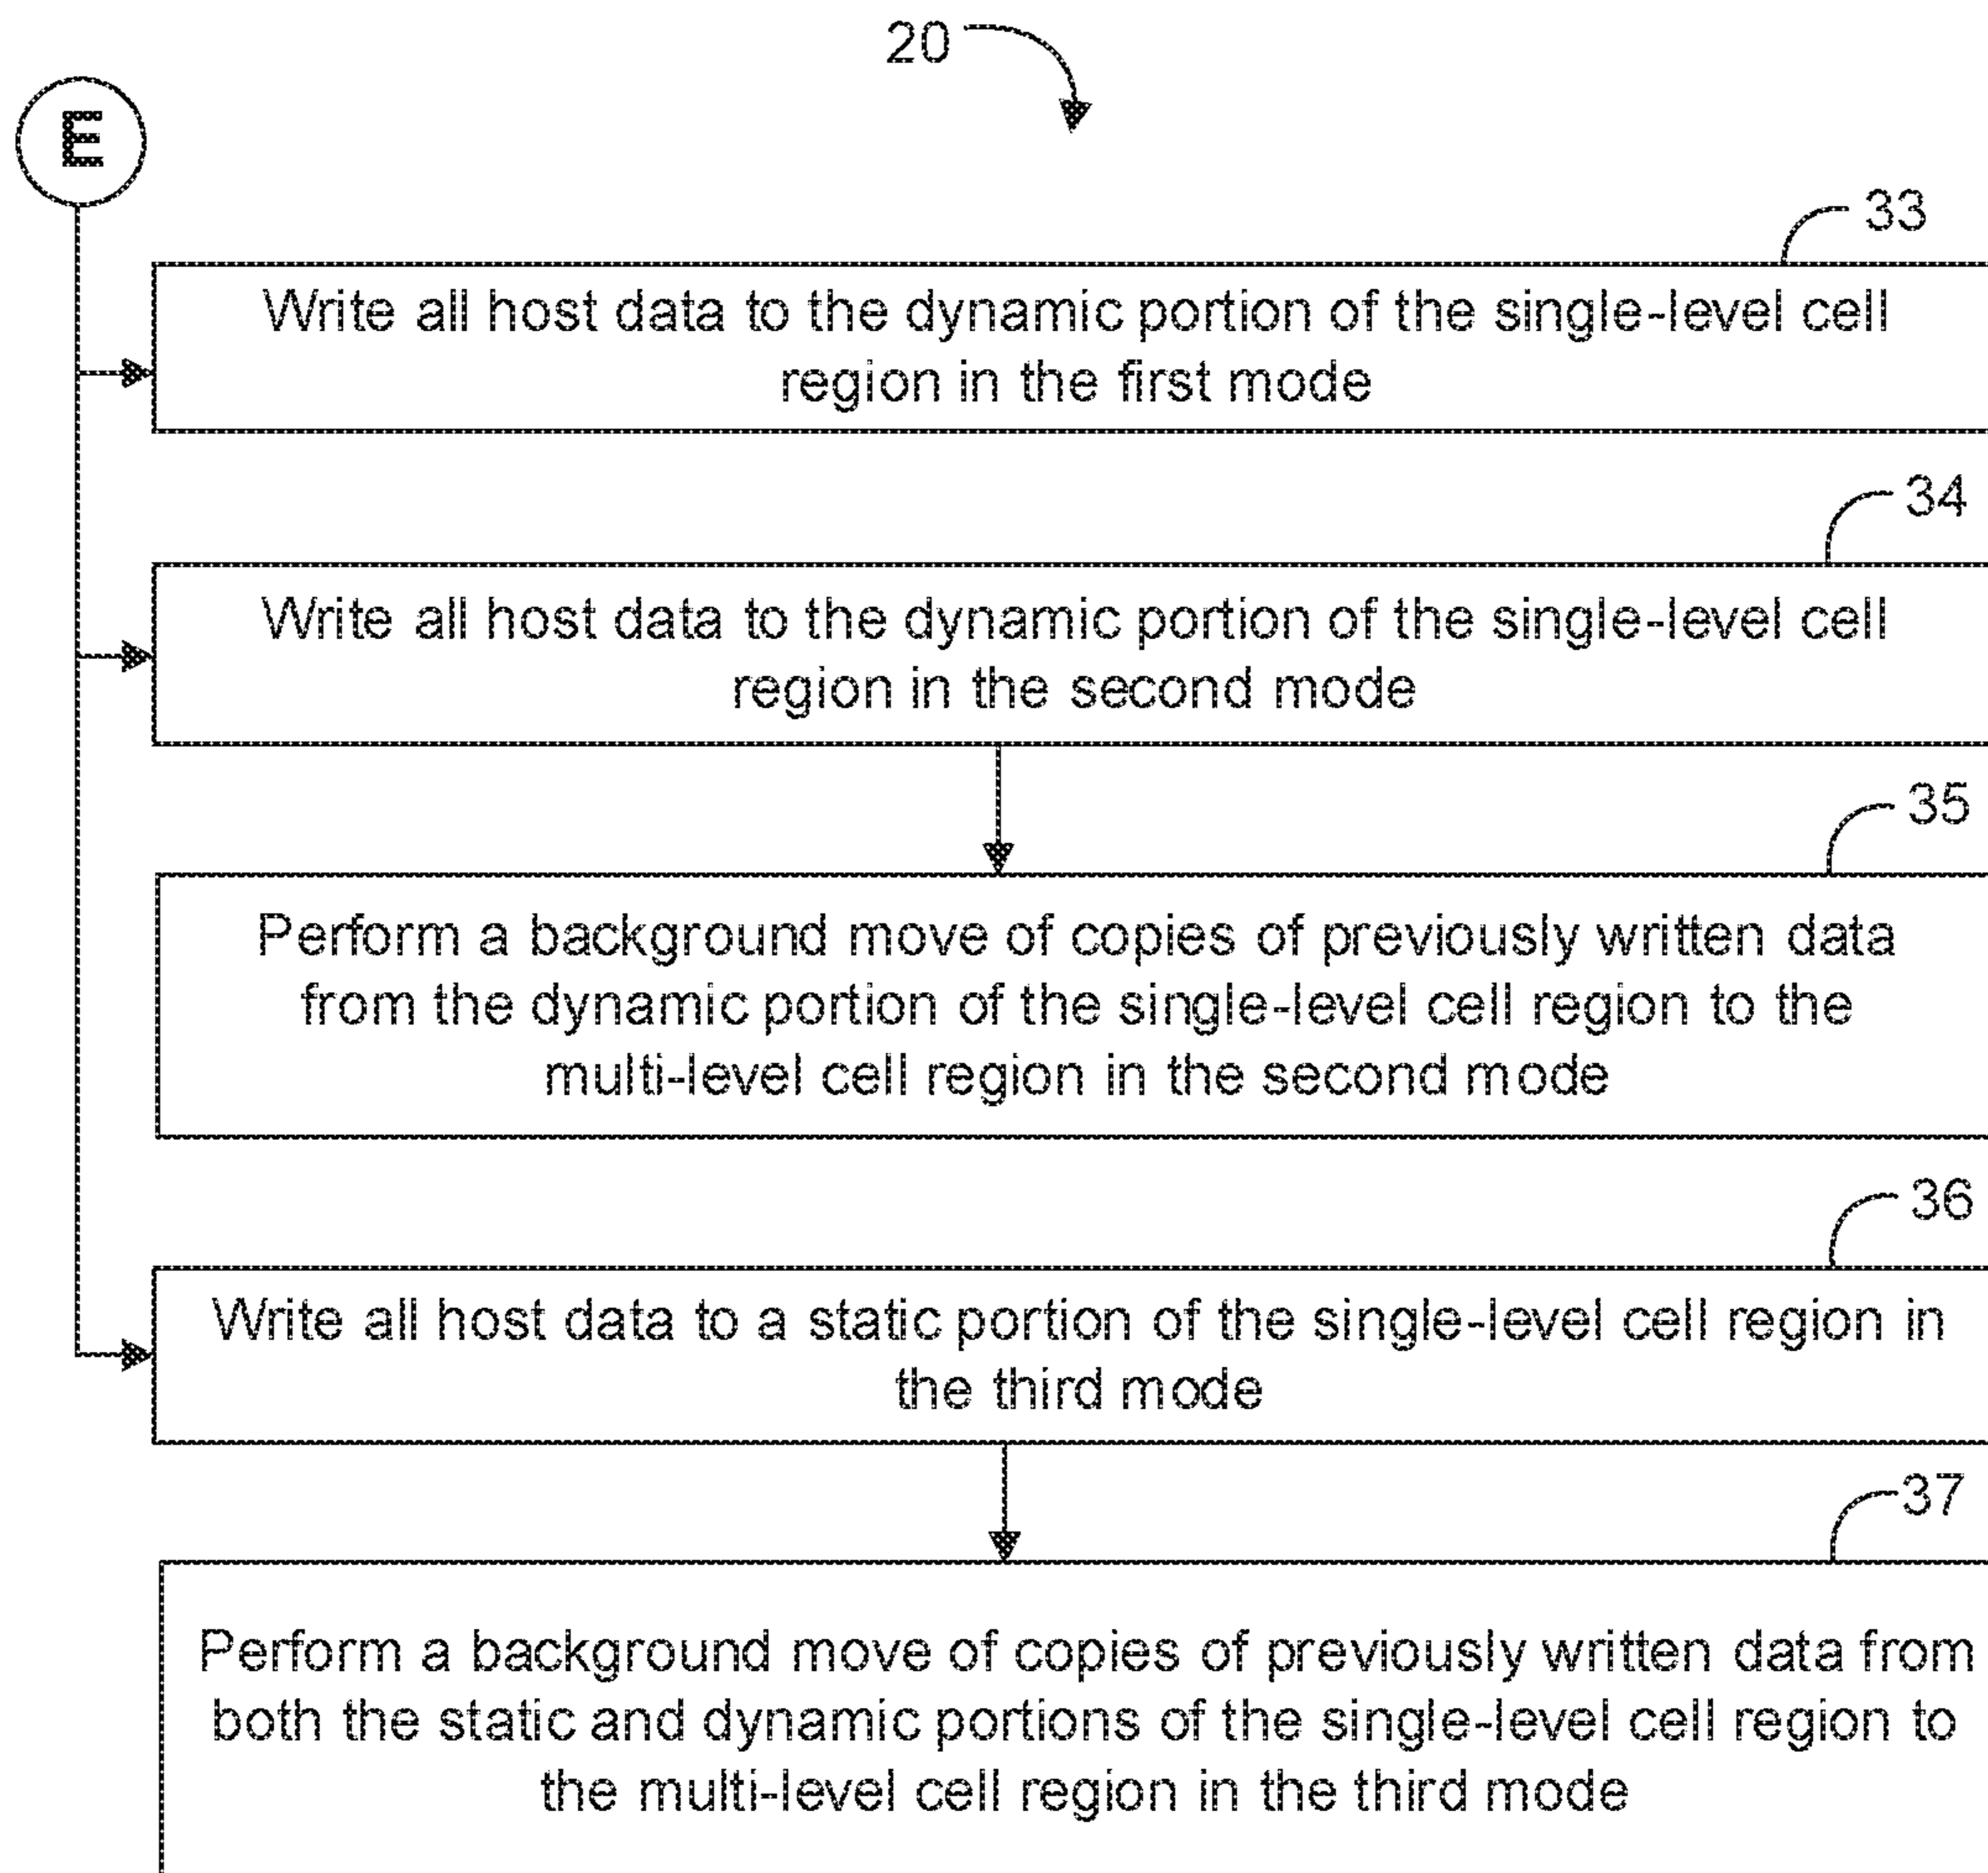 20
E
33
Write all host data to the dynamic portion of the single-level cell
region in the first mode
34
Write all host data to the dynamic portion of the single-level cell
region in the second mode
35
Perform a background move of copies of previously written data
from the dynamic portion of the single-level cell region to the
multi-level cell region in the second mode
36
Write all host data to a static portion of the single-level cell region in
the third mode
37
Perform a background move of copies of previously written data from
both the static and dynamic portions of the single-level cell region to
the multi-level cell region in the third mode